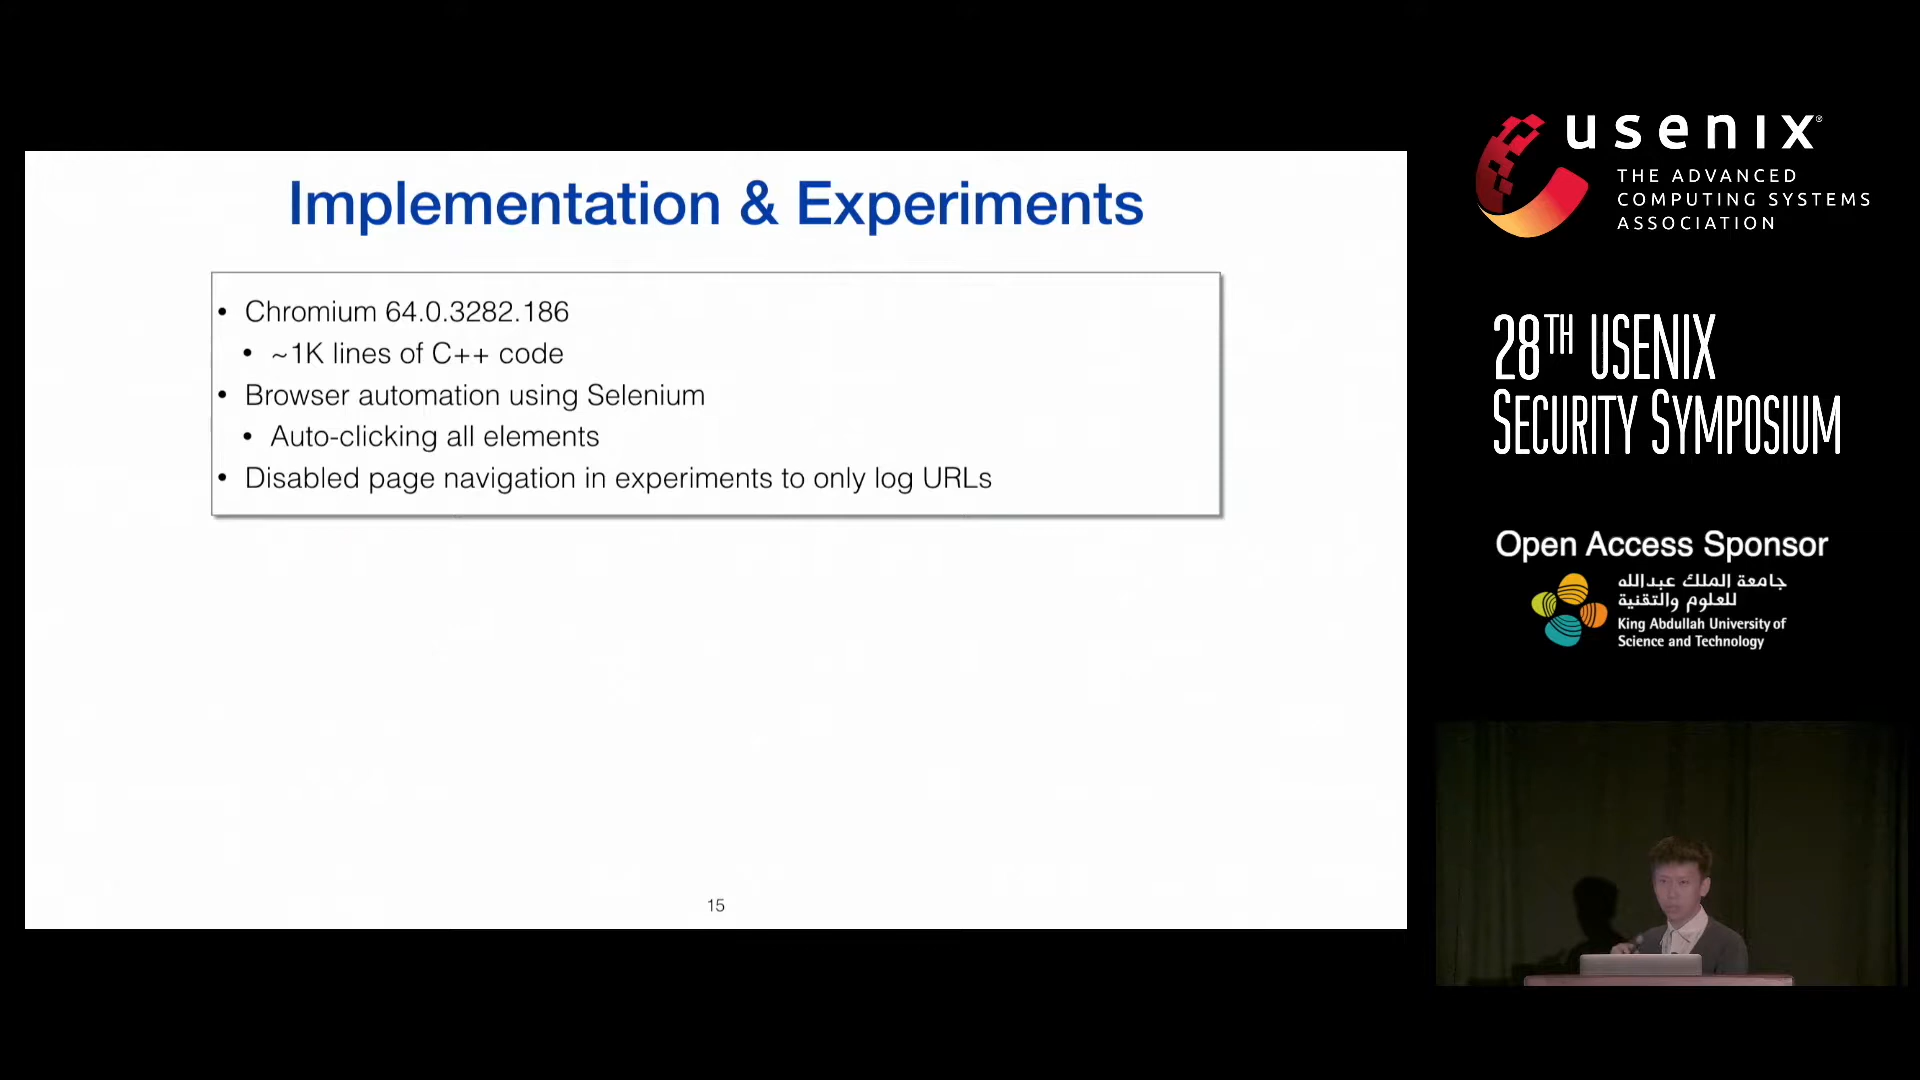 Implementation & Experiments
• Chromium 64.0.3282.186
• ~1K lines of C++ code
• Browser automation using Selenium
• Auto-clicking all elements
• Disabled page navigation in experiments to only log URLs
15
usenix®
THE ADVANCED
COMPUTING SYSTEMS
ASSOCIATION
28TH USENIX
SECURITY SYMPOSIUM
Open Access Sponsor
جامعة الملك عبدالله
للعلوم والتقنية
King Abdullah University of
Science and Technology